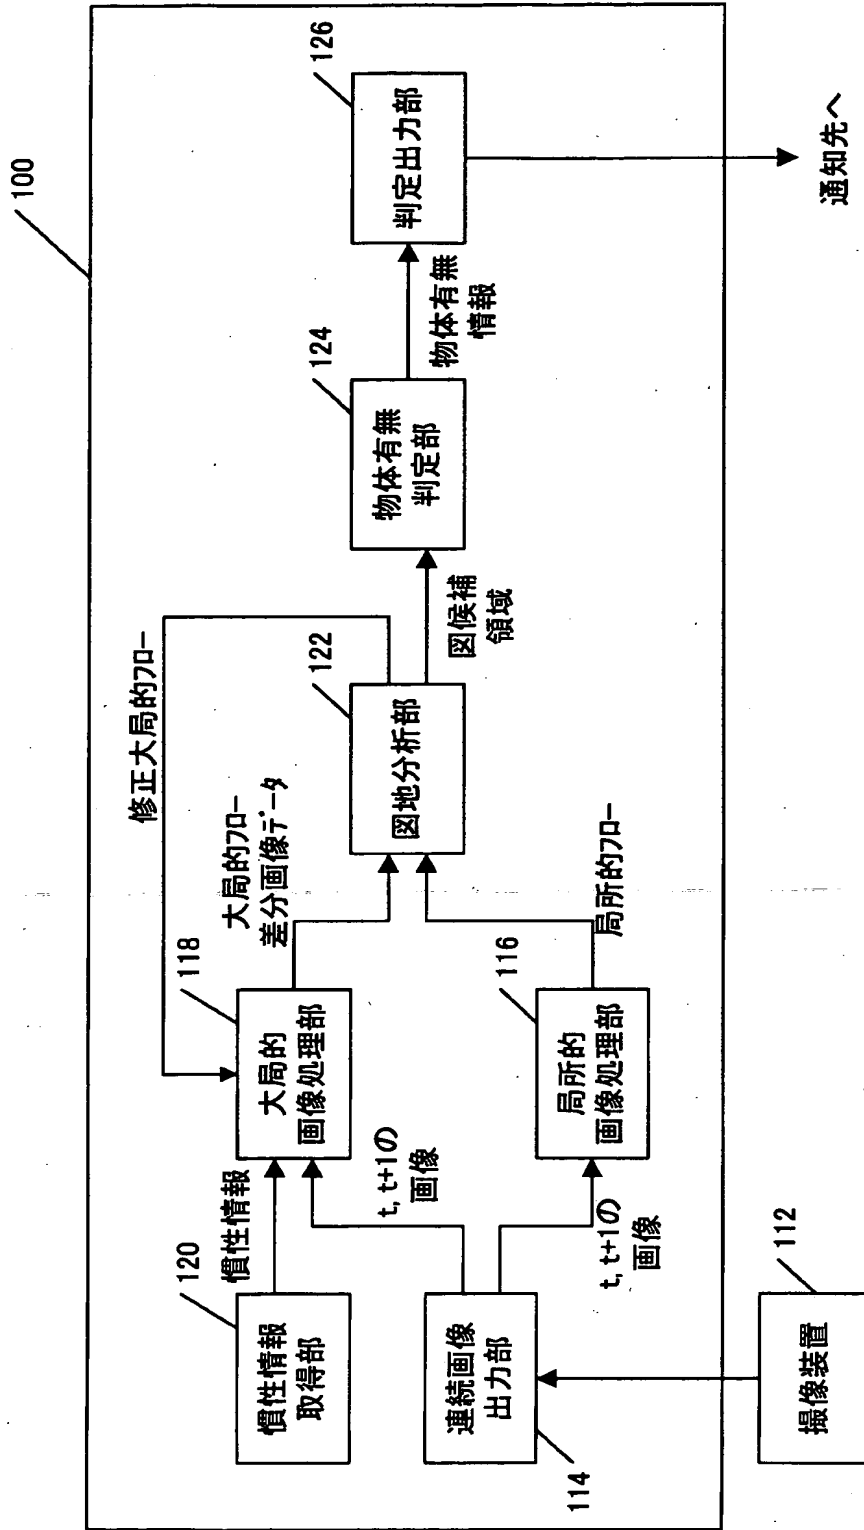 100
120
慣性情報
取得部
慣性情報
118
大局的
画像処理部
修正大局的フロー
大局的フロー
差分画像データ
連続画像
出力部
114
t, t+1の
画像
t, t+1の
画像
116
局所的
画像処理部
局所的フロー
122
図地分析部
図候補
領域
124
物体有無
判定部
物体有無
情報
126
判定出力部
通知先へ
112
撮像装置